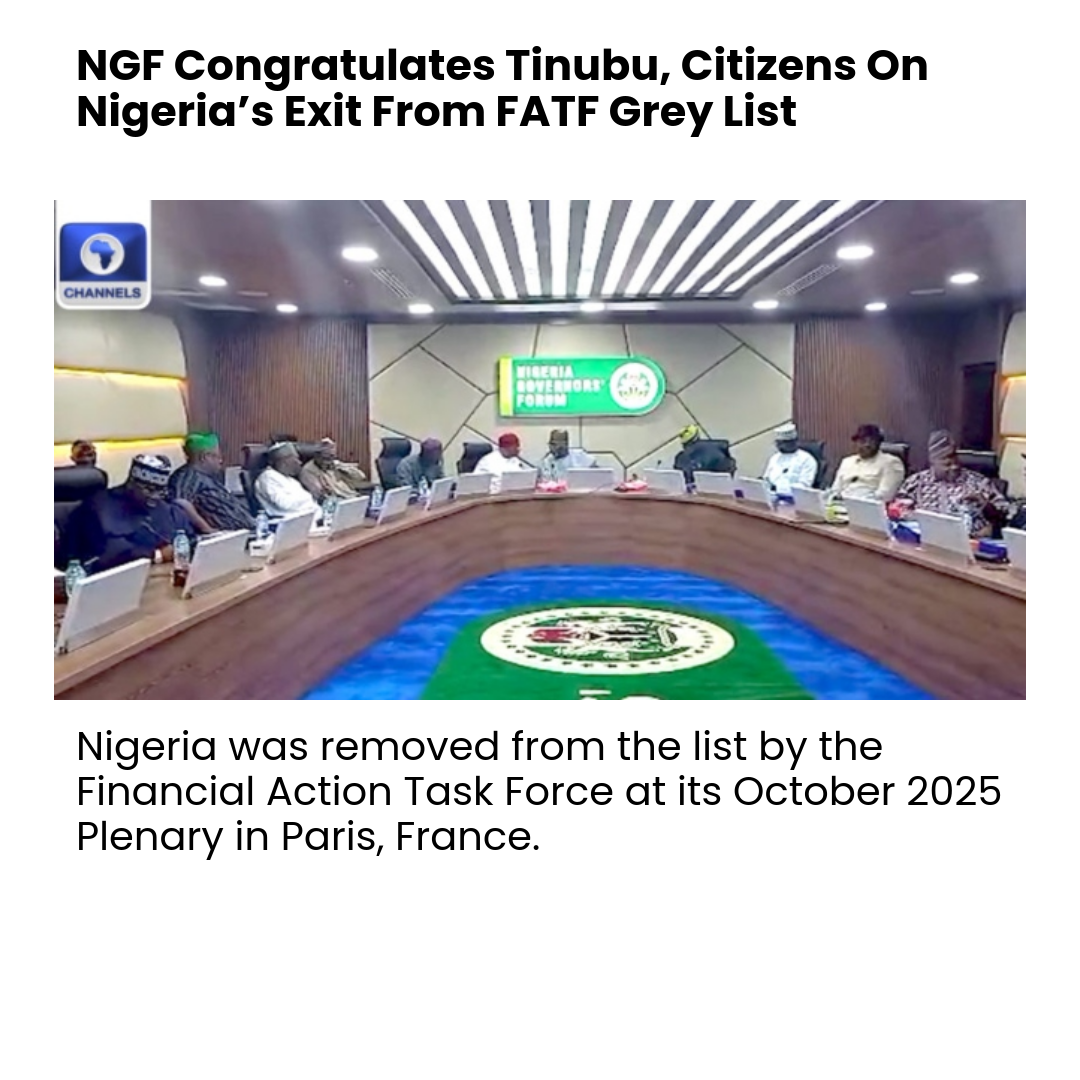 NGF Congratulates Tinubu, Citizens On
Nigeria’s Exit From FATF Grey List
CHANNELS
NIGERIA
GOVERNORS'
FORUM
Nigeria was removed from the list by the
Financial Action Task Force at its October 2025
Plenary in Paris, France.